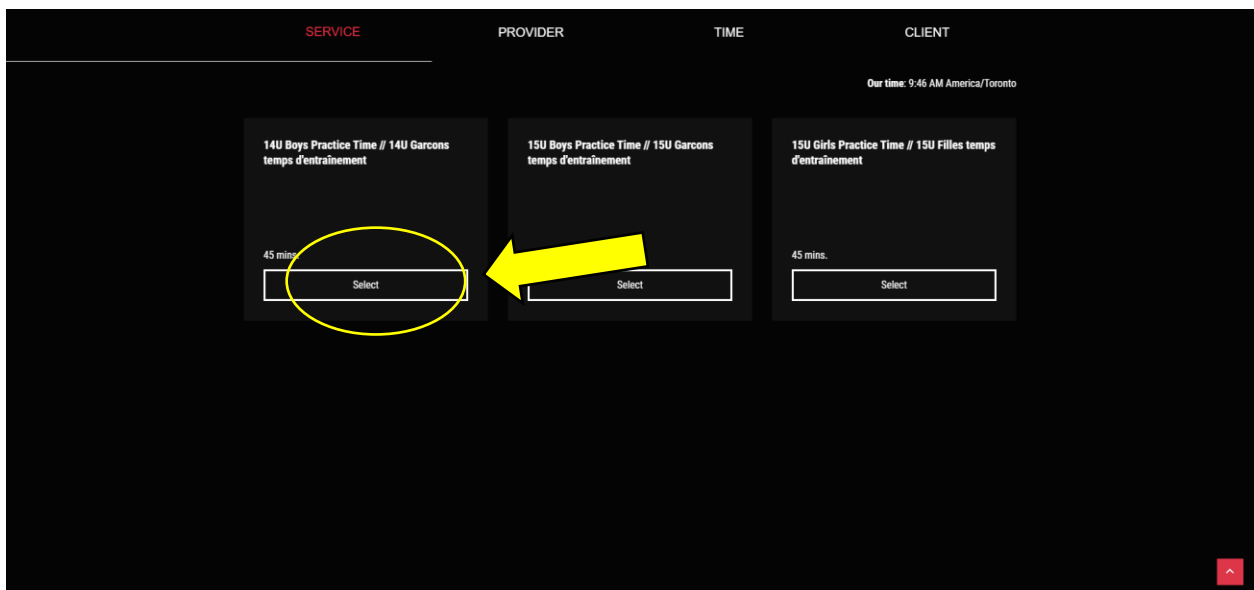 SERVICE PROVIDER TIME CLIENT
Our time: 9:46 AM America/Toronto
14U Boys Practice Time // 14U Garcons
temps d'entraînement
45 mins.
Select
15U Boys Practice Time // 15U Garcons
temps d'entraînement
Select
15U Girls Practice Time // 15U Filles temps
d'entraînement
45 mins.
Select